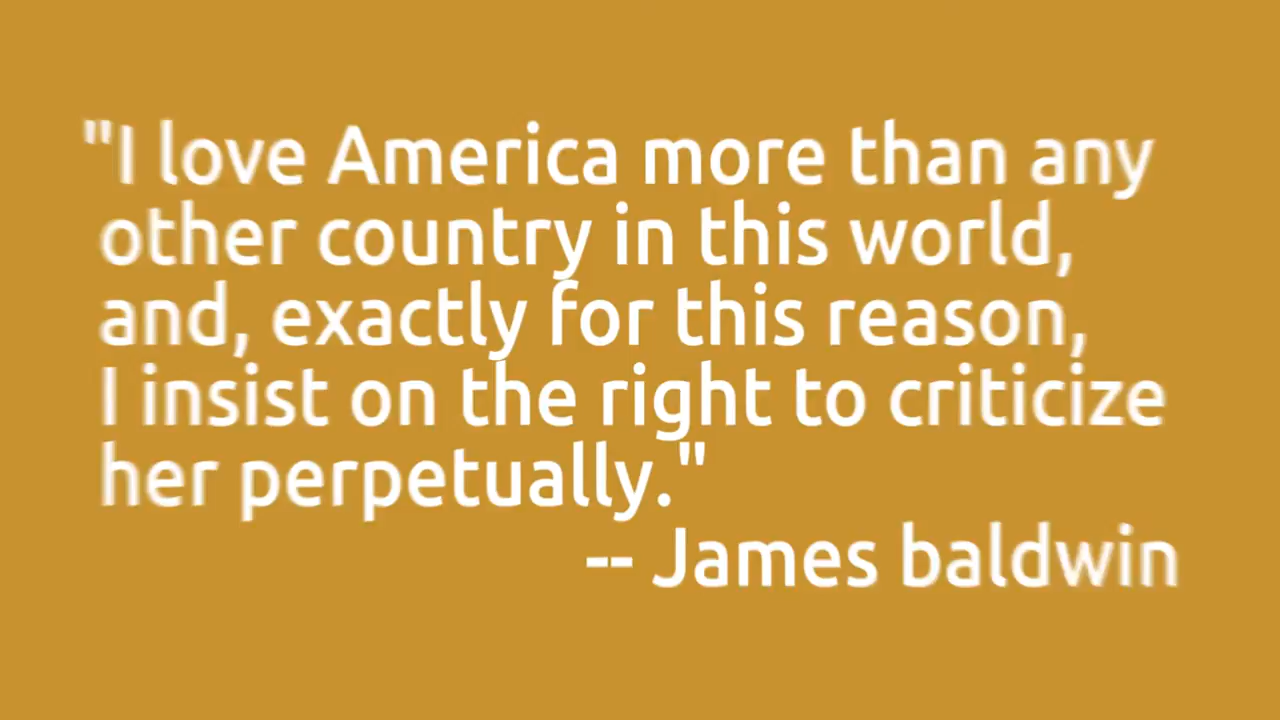 "I love America more than any
other country in this world,
and, exactly for this reason,
I insist on the right to criticize
her perpetually."
-- James baldwin